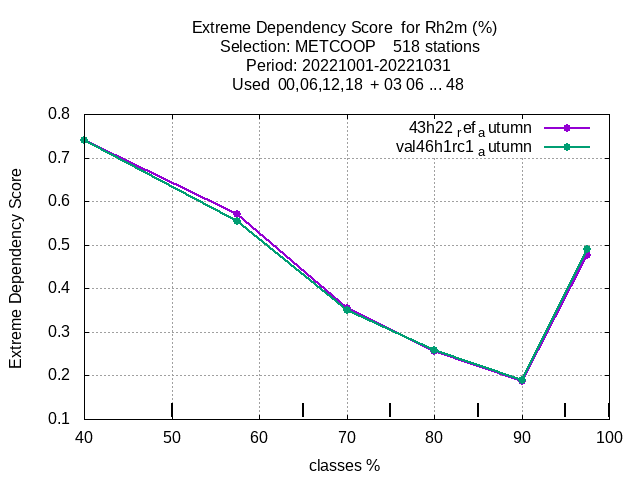 Extreme Dependency Score  for Rh2m (%)
Selection: METCOOP    518 stations
Period: 20221001-20221031
Used  00,06,12,18  + 03 06 ... 48
43h22 ref autumn
val46h1rc1 autumn
Extreme Dependency Score
0.8
0.7
0.6
0.5
0.4
0.3
0.2
0.1
40 50 60 70 80 90 100
classes %